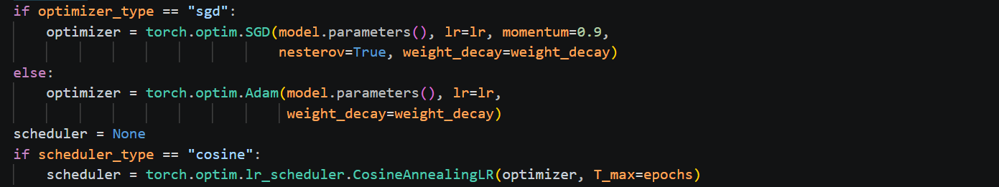 if optimizer_type == "sgd":
    optimizer = torch.optim.SGD(model.parameters(), lr=lr, momentum=0.9,
                                nesterov=True, weight_decay=weight_decay)
else:
    optimizer = torch.optim.Adam(model.parameters(), lr=lr,
                                 weight_decay=weight_decay)
scheduler = None
if scheduler_type == "cosine":
    scheduler = torch.optim.lr_scheduler.CosineAnnealingLR(optimizer, T_max=epochs)